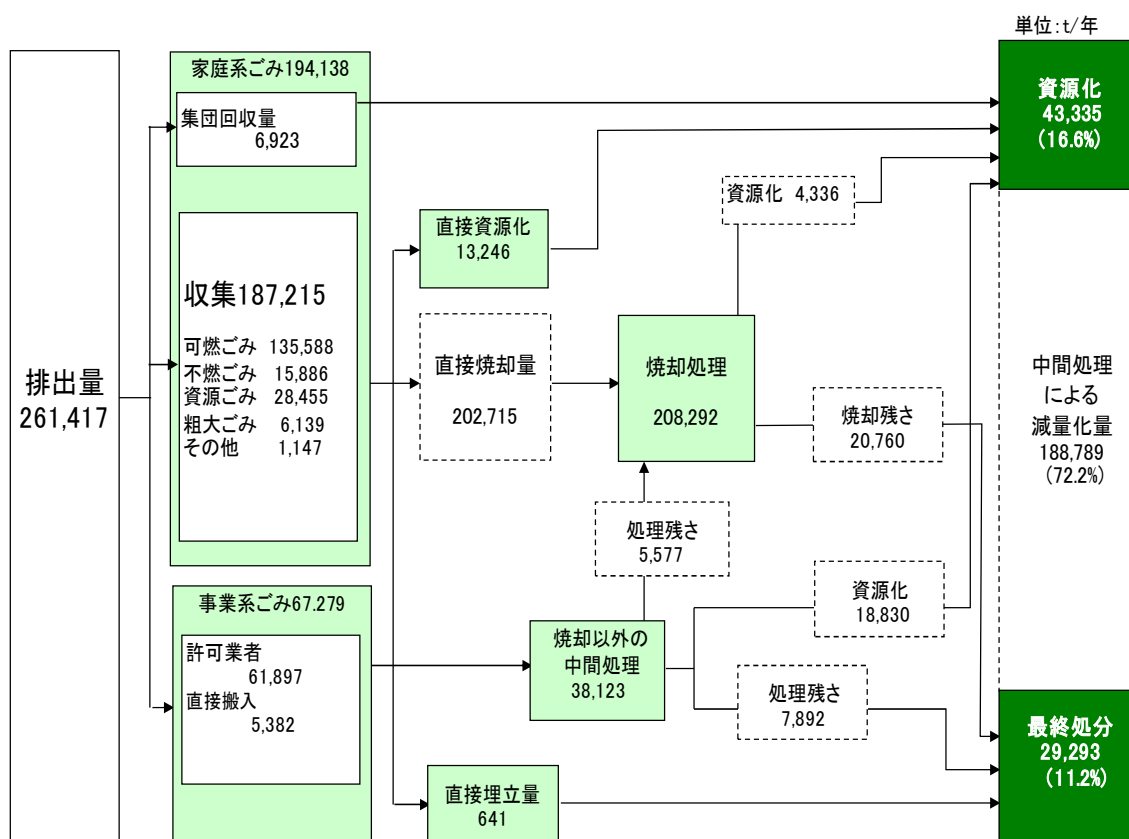 単位:t/年
排出量
261,417
家庭系ごみ194,138
集団回収量
6,923
収集187,215
可燃ごみ 135,588
不燃ごみ 15,886
資源ごみ 28,455
粗大ごみ 6,139
その他 1,147
事業系ごみ67.279
許可業者
61,897
直接搬入
5,382
直接資源化
13,246
直接焼却量
202,715
焼却処理
208,292
資源化 4,336
焼却残さ
20,760
処理残さ
5,577
焼却以外の
中間処理
38,123
資源化
18,830
処理残さ
7,892
直接埋立量
641
資源化
43,335
(16.6%)
中間処理
による
減量化量
188,789
(72.2%)
最終処分
29,293
(11.2%)